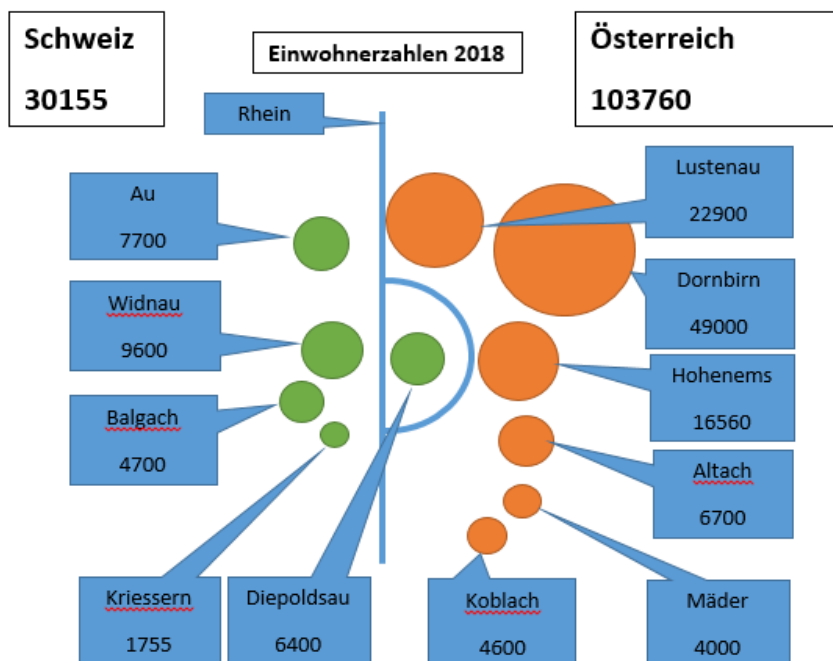 Schweiz
30155
Einwohnerzahlen 2018
Österreich
103760
Rhein
Au
7700
Widnau
9600
Balgach
4700
Kriessern
1755
Diepoldsau
6400
Lustenau
22900
Dornbirn
49000
Hohenems
16560
Altach
6700
Koblach
4600
Mäder
4000